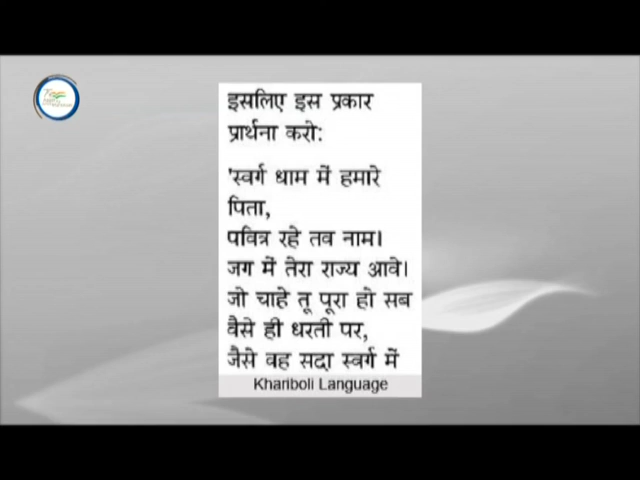 इसलिए इस प्रकार
प्रार्थना करो:
'स्वर्ग धाम में हमारे
पिता,
पवित्र रहे तव नाम।
जग में तेरा राज्य आवे।
जो चाहे तू पूरा हो सब
वैसे ही धरती पर,
जैसे वह सदा स्वर्ग में
Khariboli Language